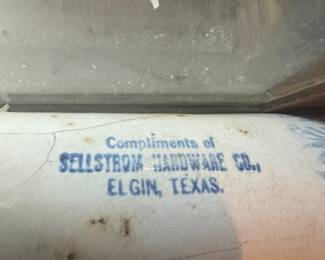 Compliments of
SELLSTROM HARDWARE CO.,
ELGIN, TEXAS.